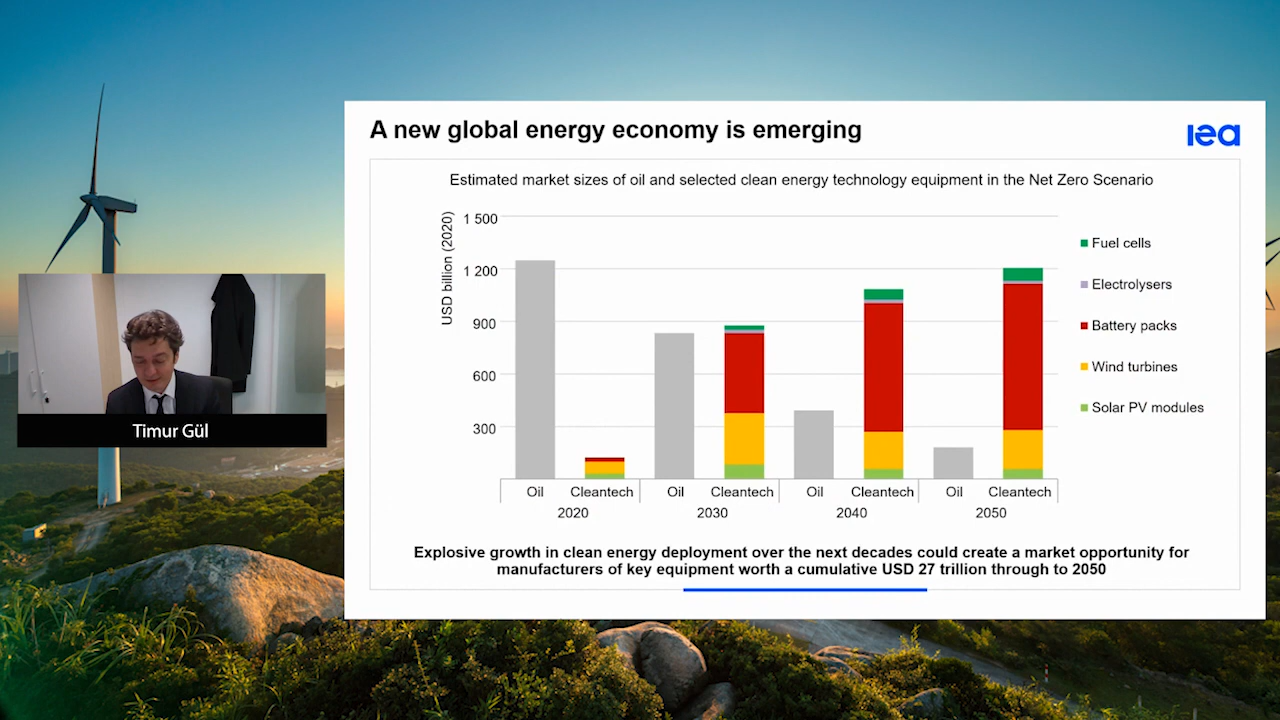 A new global energy economy is emerging
iea
Estimated market sizes of oil and selected clean energy technology equipment in the Net Zero Scenario
USD billion (2020)
1 500
1 200
900
600
300
Oil Cleantech Oil Cleantech Oil Cleantech Oil Cleantech
2020 2030 2040 2050
Fuel cells
Electrolysers
Battery packs
Wind turbines
Solar PV modules
Explosive growth in clean energy deployment over the next decades could create a market opportunity for
manufacturers of key equipment worth a cumulative USD 27 trillion through to 2050
Timur Gül